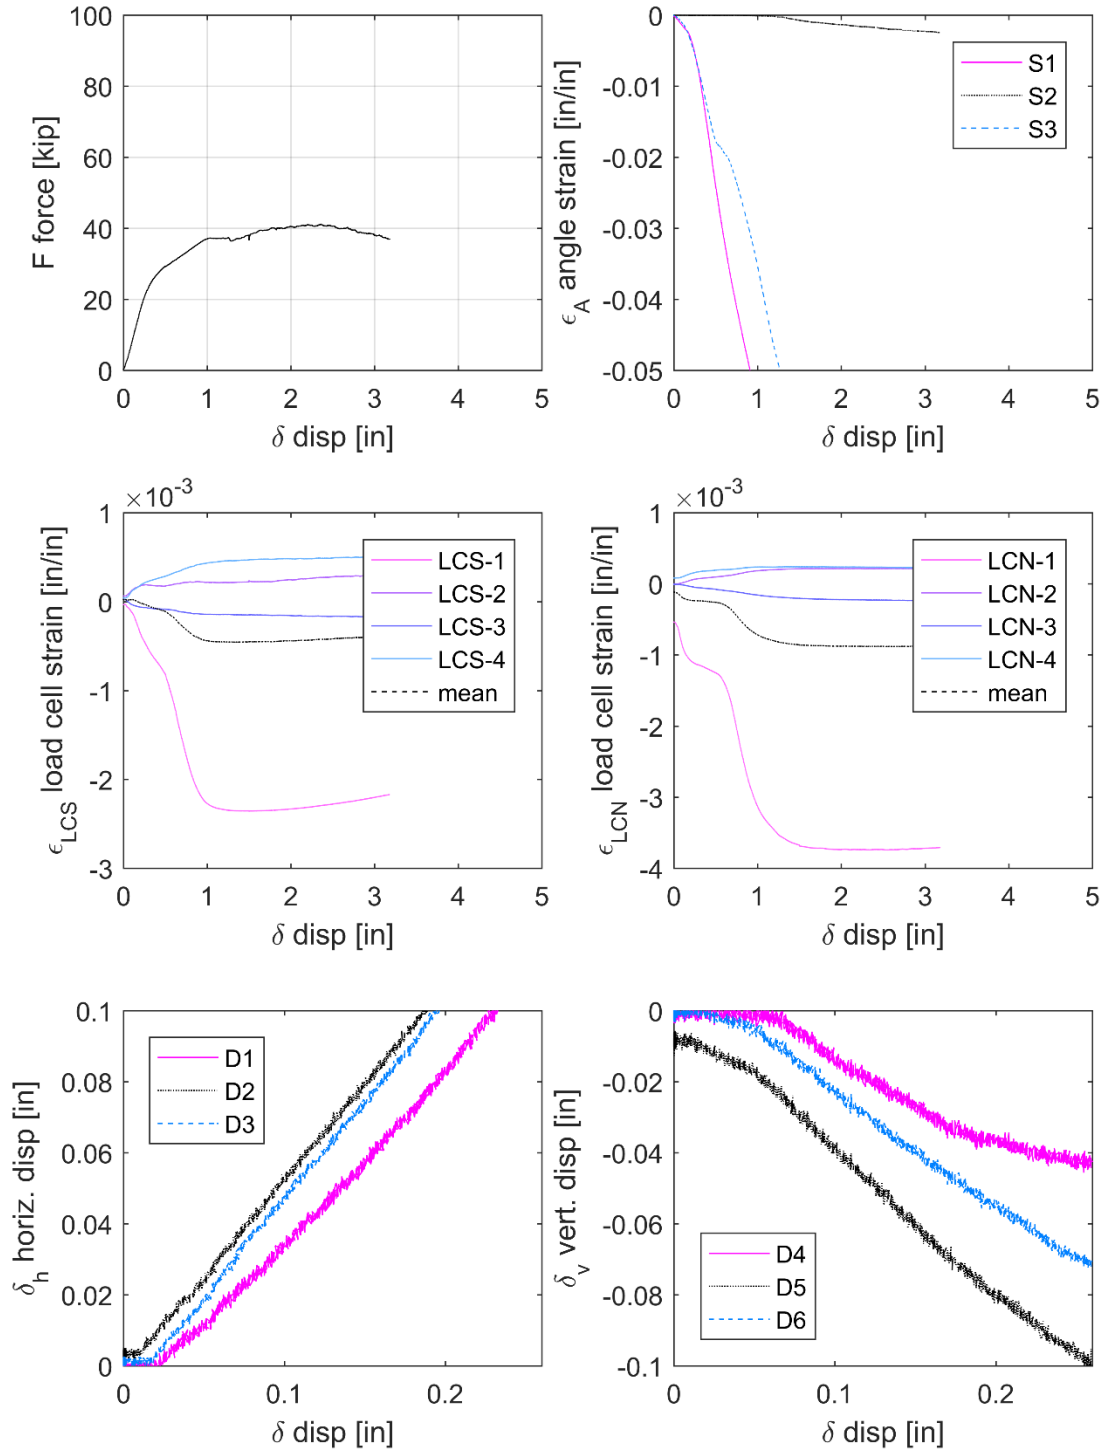 F force [kip]
100
80
60
40
20
0
0 1 2 3 4 5
δ disp [in]
ϵA angle strain [in/in]
0
-0.01
-0.02
-0.03
-0.04
-0.05
0 1 2 3 4 5
δ disp [in]
S1
S2
S3
×10-3
ϵLCS load cell strain [in/in]
1
0
-1
-2
-3
0 1 2 3 4 5
δ disp [in]
LCS-1
LCS-2
LCS-3
LCS-4
mean
×10-3
ϵLCN load cell strain [in/in]
1
0
-1
-2
-3
-4
0 1 2 3 4 5
δ disp [in]
LCN-1
LCN-2
LCN-3
LCN-4
mean
δh horiz. disp [in]
0.1
0.08
0.06
0.04
0.02
0
0 0.1 0.2
δ disp [in]
D1
D2
D3
δv vert. disp [in]
0
-0.02
-0.04
-0.06
-0.08
-0.1
0 0.1 0.2
δ disp [in]
D4
D5
D6